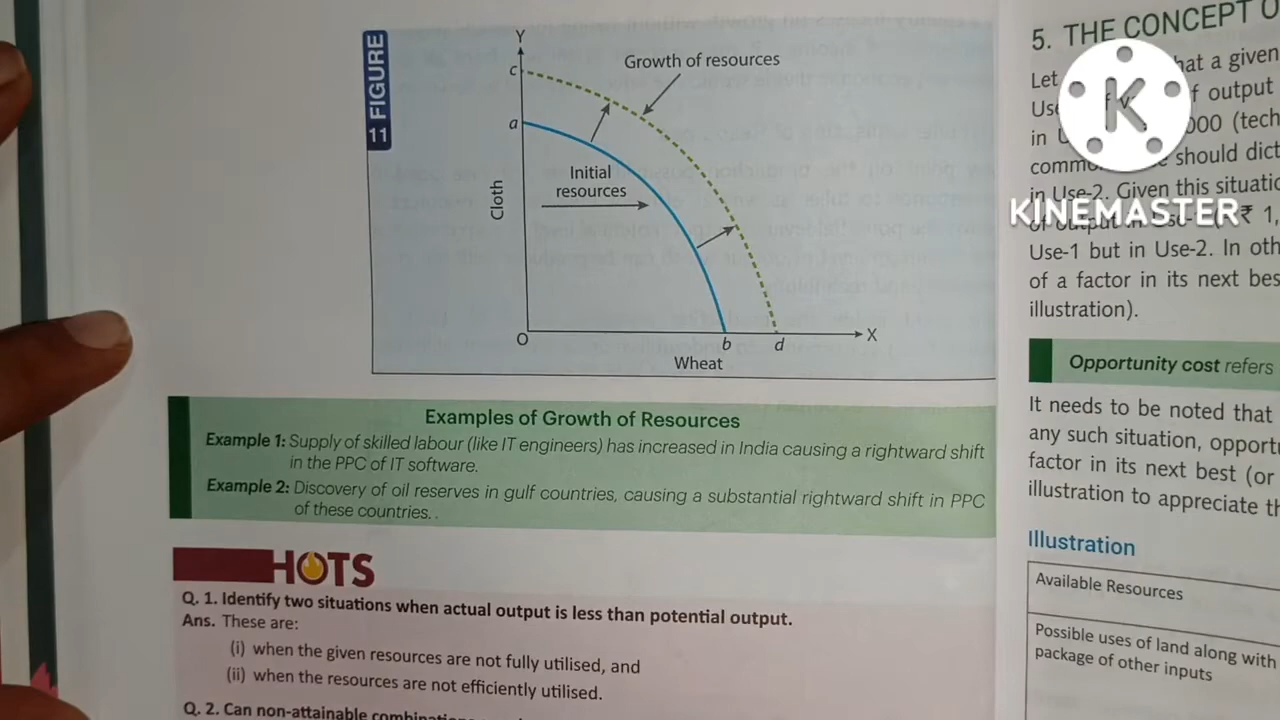 11 FIGURE
Y
c
Growth of resources
a
Initial
resources
Cloth
O
b
d
X
Wheat
Examples of Growth of Resources
Example 1: Supply of skilled labour (like IT engineers) has increased in India causing a rightward shift
in the PPC of IT software.
Example 2: Discovery of oil reserves in gulf countries, causing a substantial rightward shift in PPC
of these countries. .
HOTS
Q. 1. Identify two situations when actual output is less than potential output.
Ans. These are:
(i) when the given resources are not fully utilised, and
(ii) when the resources are not efficiently utilised.
Q. 2. Can non-attainable
5. THE CONCEPT
Let hat a given
f output
in 000 (tech
should dict
in Use-2. Given this situatio
of output in ₹ 1,
Use-1 but in Use-2. In oth
of a factor in its next bes
illustration).
K
KINEMASTER
Opportunity cost refers
It needs to be noted that
any such situation, opportu
factor in its next best (or
illustration to appreciate th
Illustration
Available Resources
Possible uses of land along with
package of other inputs